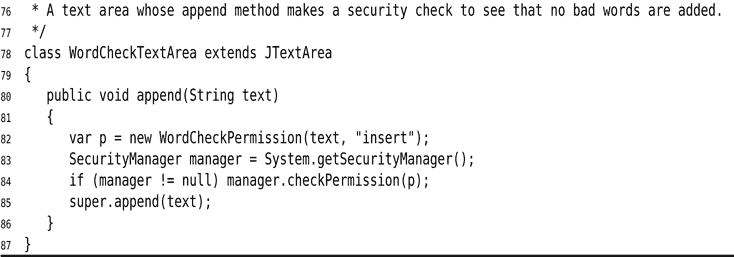 76   * A text area whose append method makes a security check to see that no bad words are added.
77   */
78  class WordCheckTextArea extends JTextArea
79  {
80     public void append(String text)
81     {
82        var p = new WordCheckPermission(text, "insert");
83        SecurityManager manager = System.getSecurityManager();
84        if (manager != null) manager.checkPermission(p);
85        super.append(text);
86     }
87  }